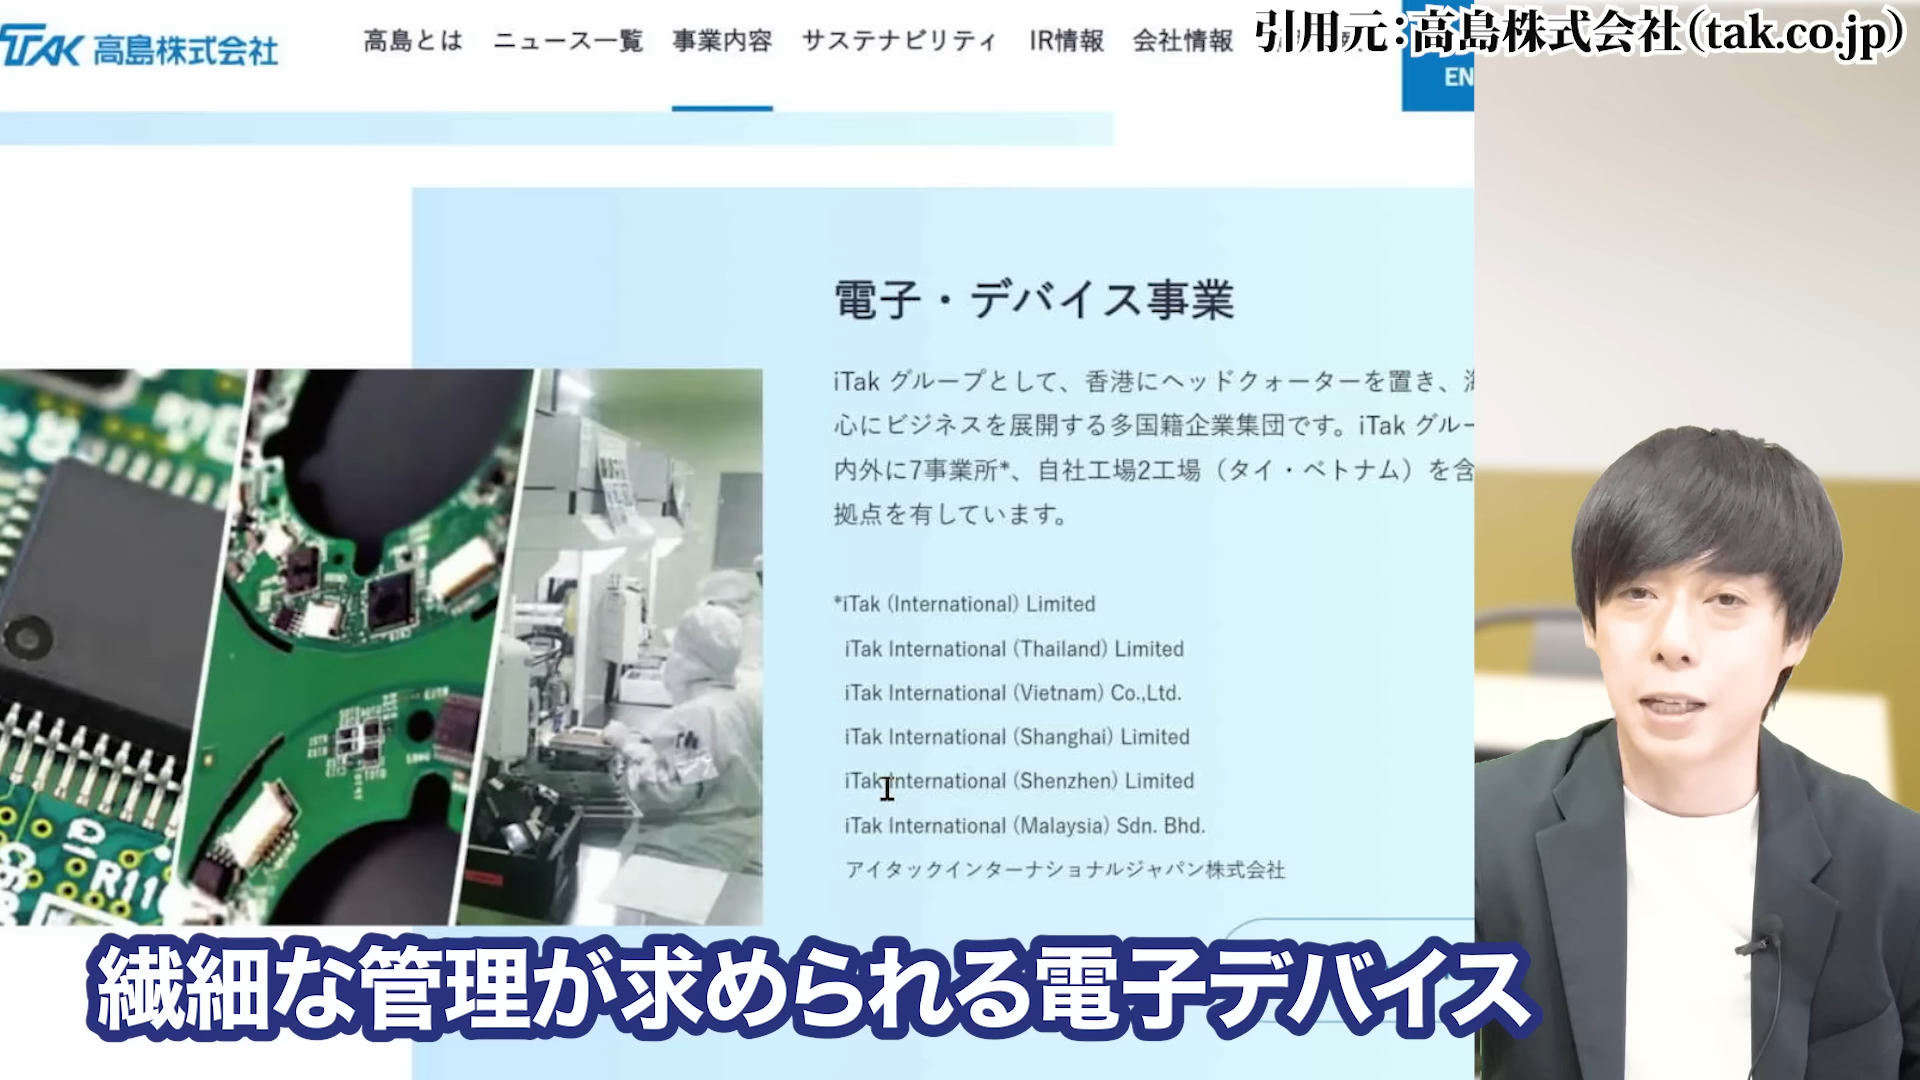 TAK 高島株式会社
高島とは ニュース一覧 事業内容 サステナビリティ IR情報 会社情報
引用元：高島株式会社（tak.co.jp）
EN
電子・デバイス事業
iTak グループとして、香港にヘッドクォーターを置き、
心にビジネスを展開する多国籍企業集団です。iTak グルー
内外に7事業所*、自社工場2工場（タイ・ベトナム）を含
拠点を有しています。
*iTak (International) Limited
iTak International (Thailand) Limited
iTak International (Vietnam) Co.,Ltd.
iTak International (Shanghai) Limited
iTak International (Shenzhen) Limited
iTak International (Malaysia) Sdn. Bhd.
アイタックインターナショナルジャパン株式会社
繊細な管理が求められる電子デバイス